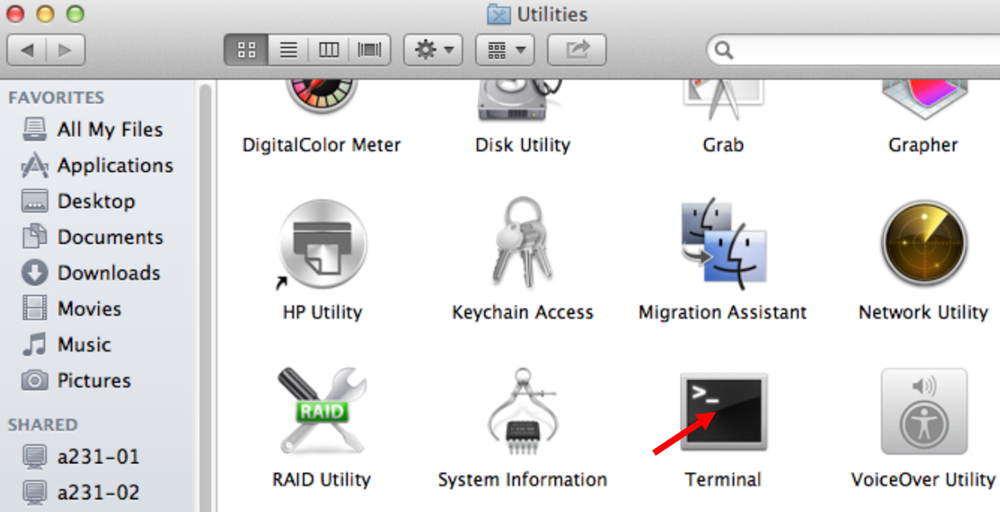 Utilities
FAVORITES
All My Files
Applications
Desktop
Documents
Downloads
Movies
Music
Pictures
SHARED
a231-01
a231-02
DigitalColor Meter
Disk Utility
Grab
Grapher
HP Utility
Keychain Access
Migration Assistant
Network Utility
RAID
>_
RAID Utility
System Information
Terminal
VoiceOver Utility